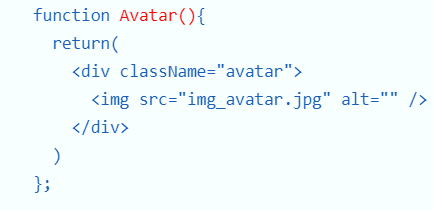 function Avatar(){
return(
<div className="avatar">
<img src="img_avatar.jpg" alt="" />
</div>
)
};